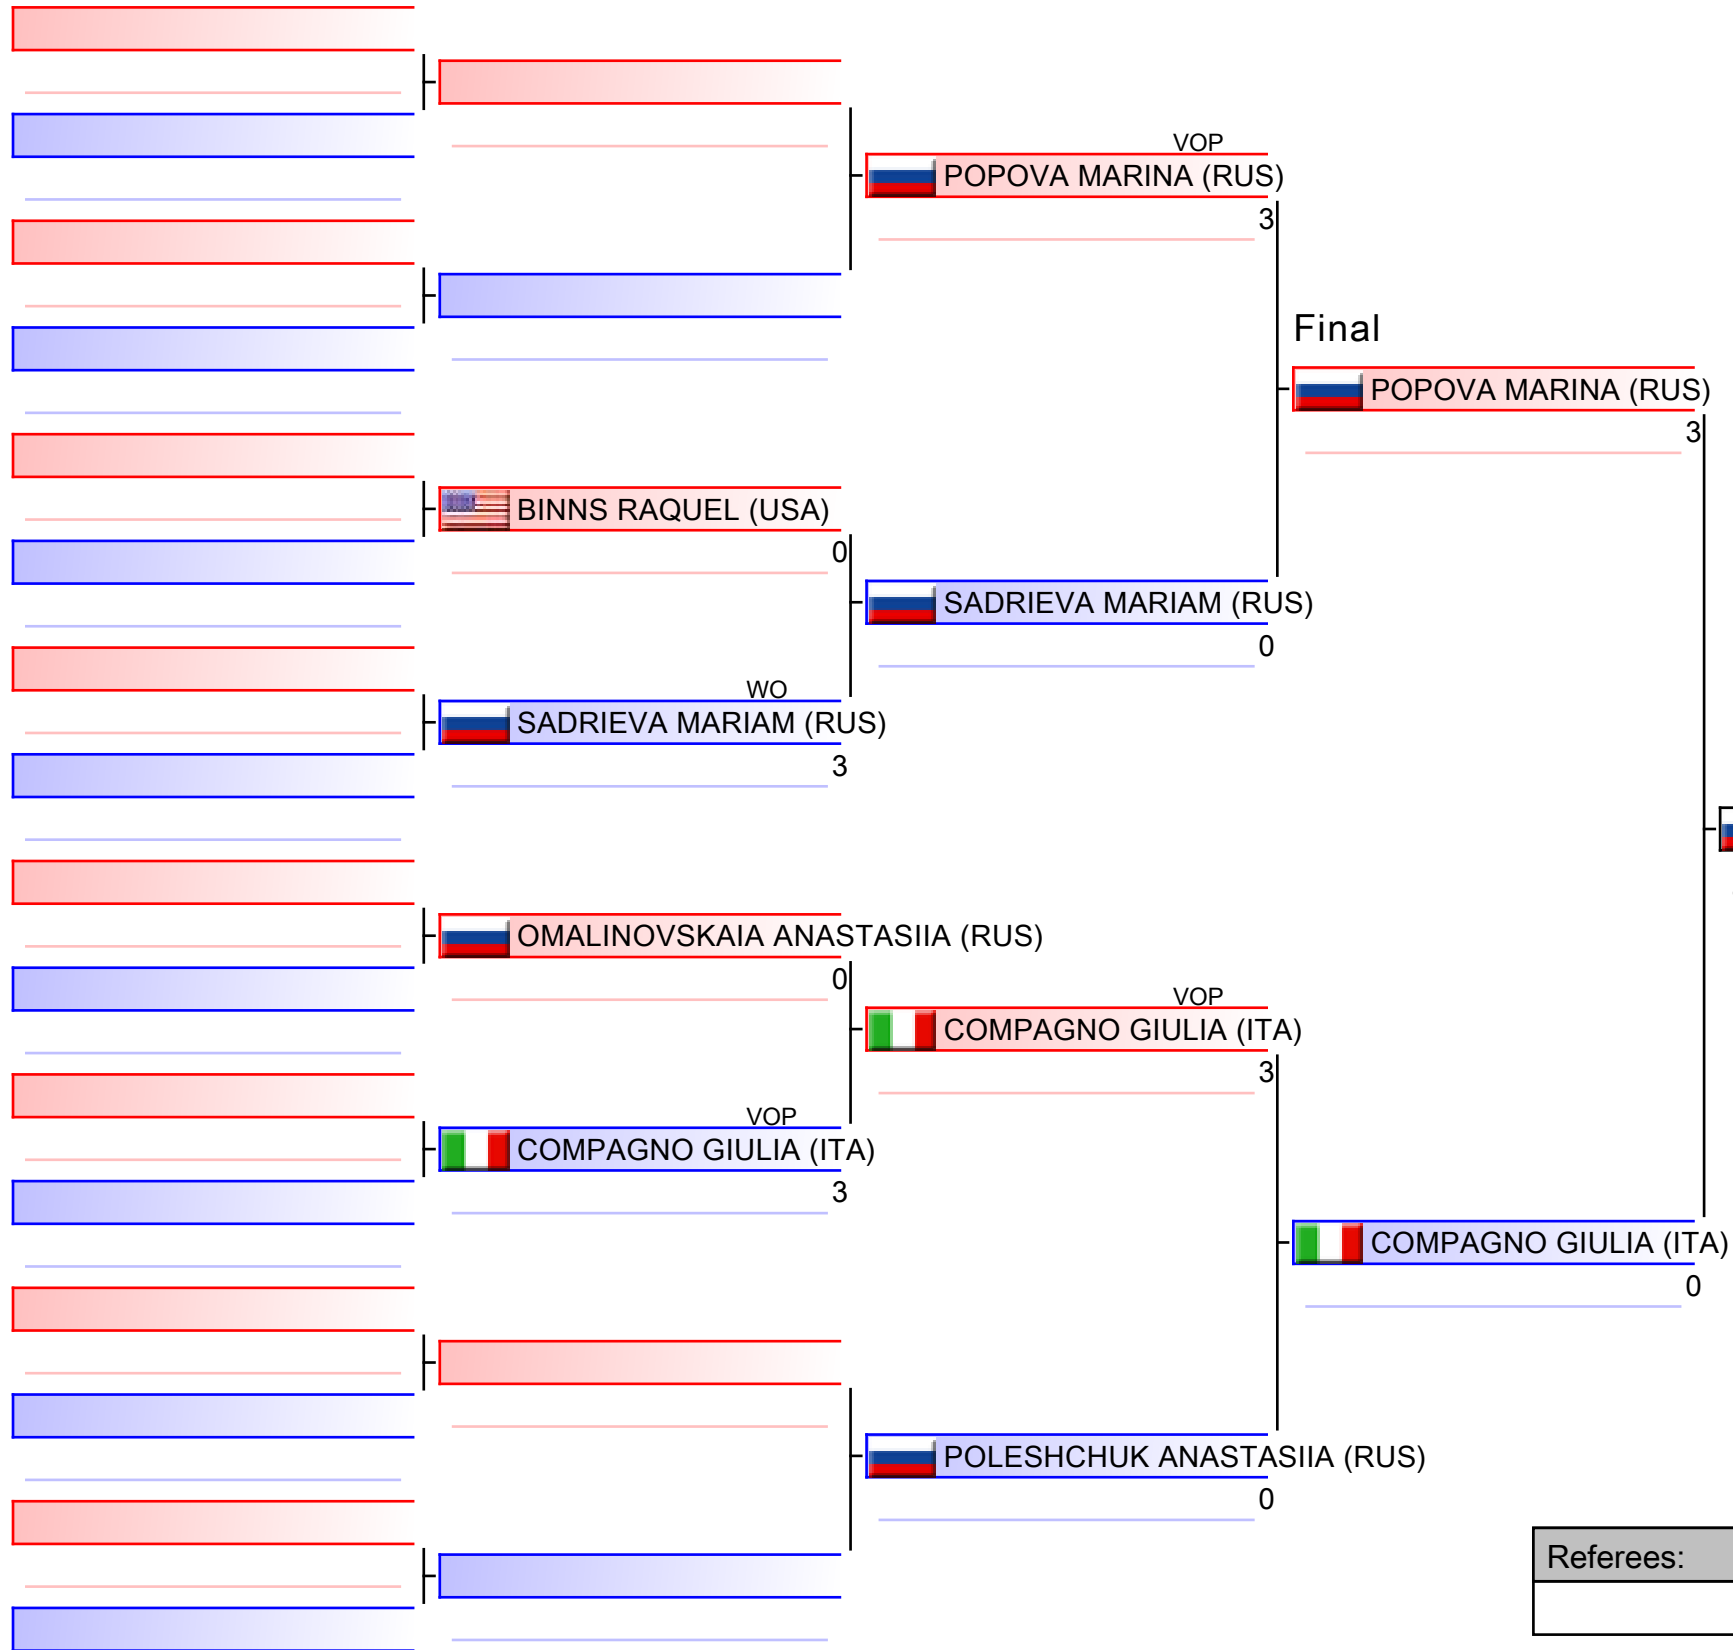 VOP
POPOVA MARINA (RUS)
3
Final
POPOVA MARINA (RUS)
3
BINNS RAQUEL (USA)
0
SADRIEVA MARIAM (RUS)
0
WO
SADRIEVA MARIAM (RUS)
3
OMALINOVSKAIA ANASTASIIA (RUS)
0
VOP
COMPAGNO GIULIA (ITA)
3
VOP
COMPAGNO GIULIA (ITA)
3
COMPAGNO GIULIA (ITA)
0
POLESHCHUK ANASTASIIA (RUS)
0
Referees: